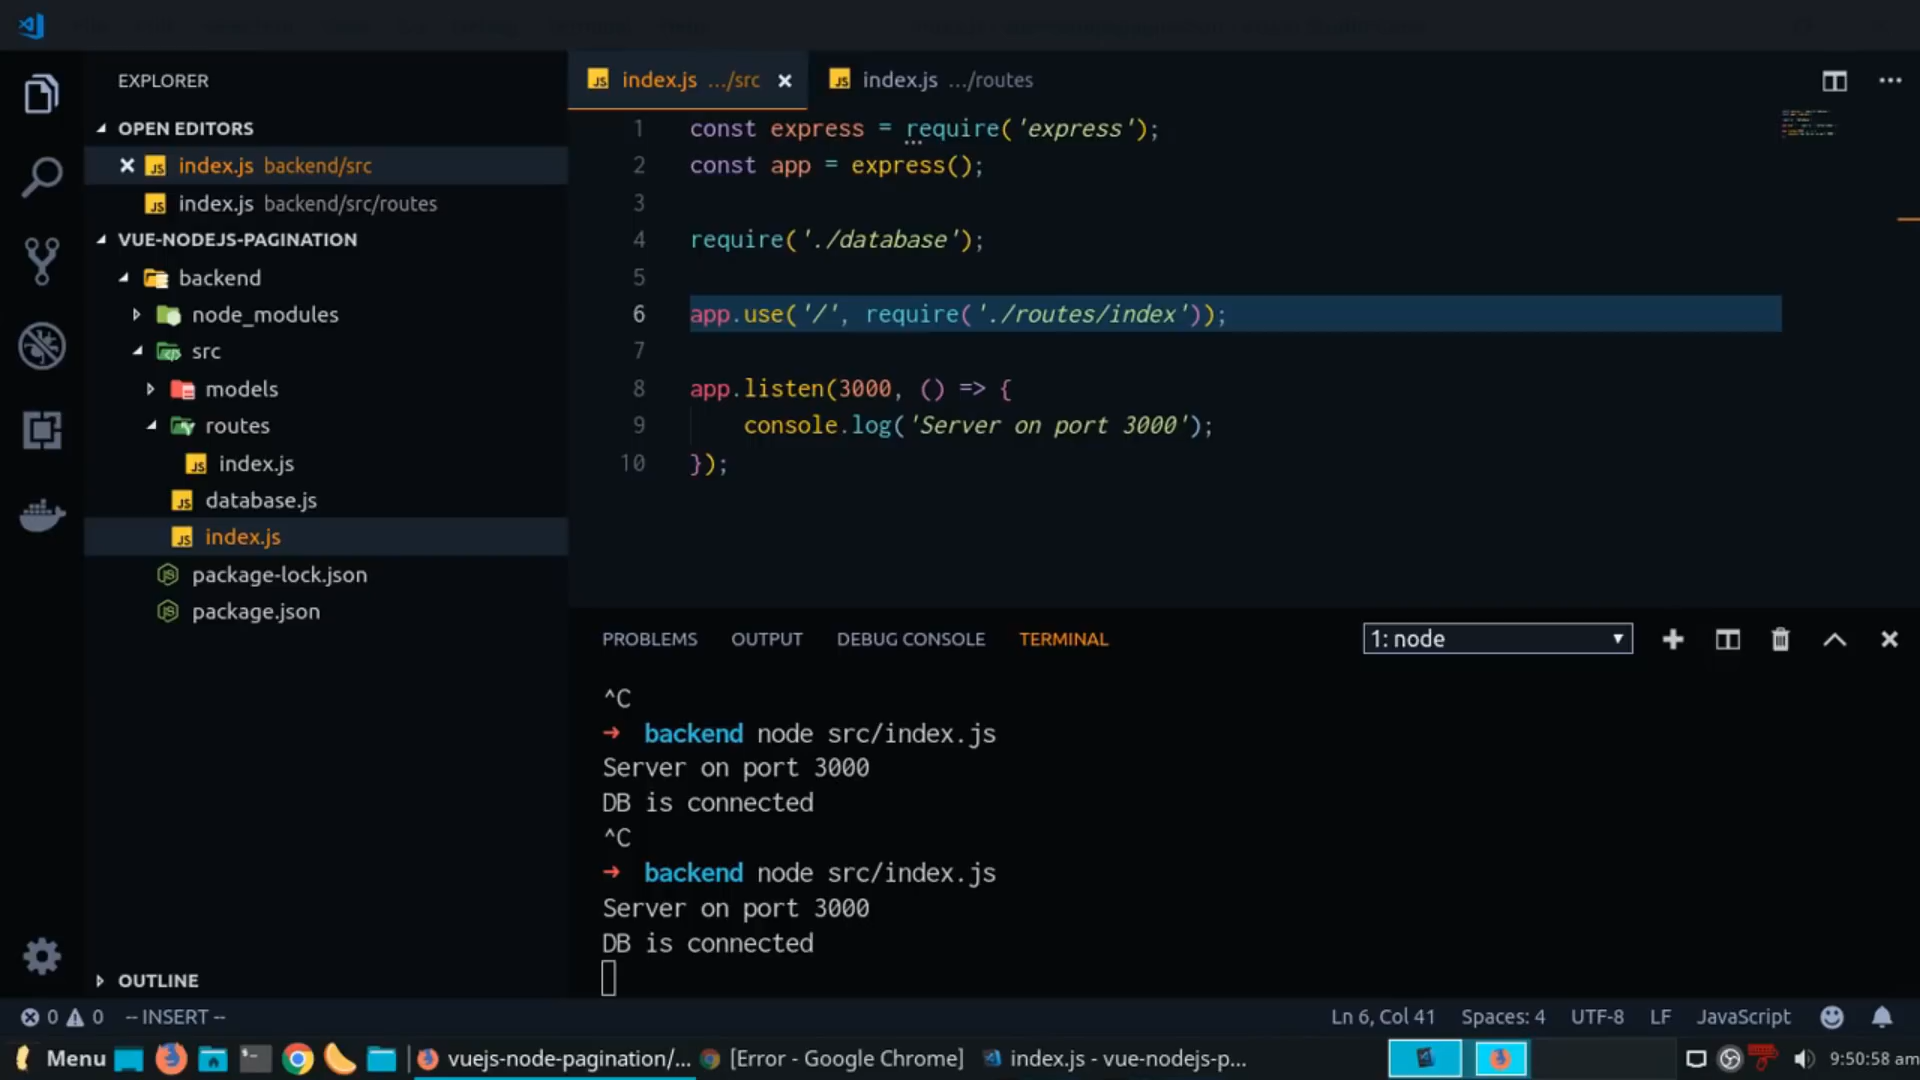 EXPLORER
OPEN EDITORS
index.js backend/src
index.js backend/src/routes
VUE-NODEJS-PAGINATION
backend
node_modules
src
models
routes
index.js
database.js
index.js
package-lock.json
package.json
OUTLINE
index.js …/src
index.js …/routes
1 const express = require('express');
2 const app = express();
3
4 require('./database');
5
6 app.use('/', require('./routes/index'));
7
8 app.listen(3000, () => {
9 console.log('Server on port 3000');
10 });
PROBLEMS OUTPUT DEBUG CONSOLE TERMINAL 1: node
^C
➜ backend node src/index.js
Server on port 3000
DB is connected
^C
➜ backend node src/index.js
Server on port 3000
DB is connected
0 0 -- INSERT -- Ln 6, Col 41 Spaces: 4 UTF-8 LF JavaScript
Menu vuejs-node-pagination/... [Error - Google Chrome] index.js - vue-nodejs-p... 9:50:58 am